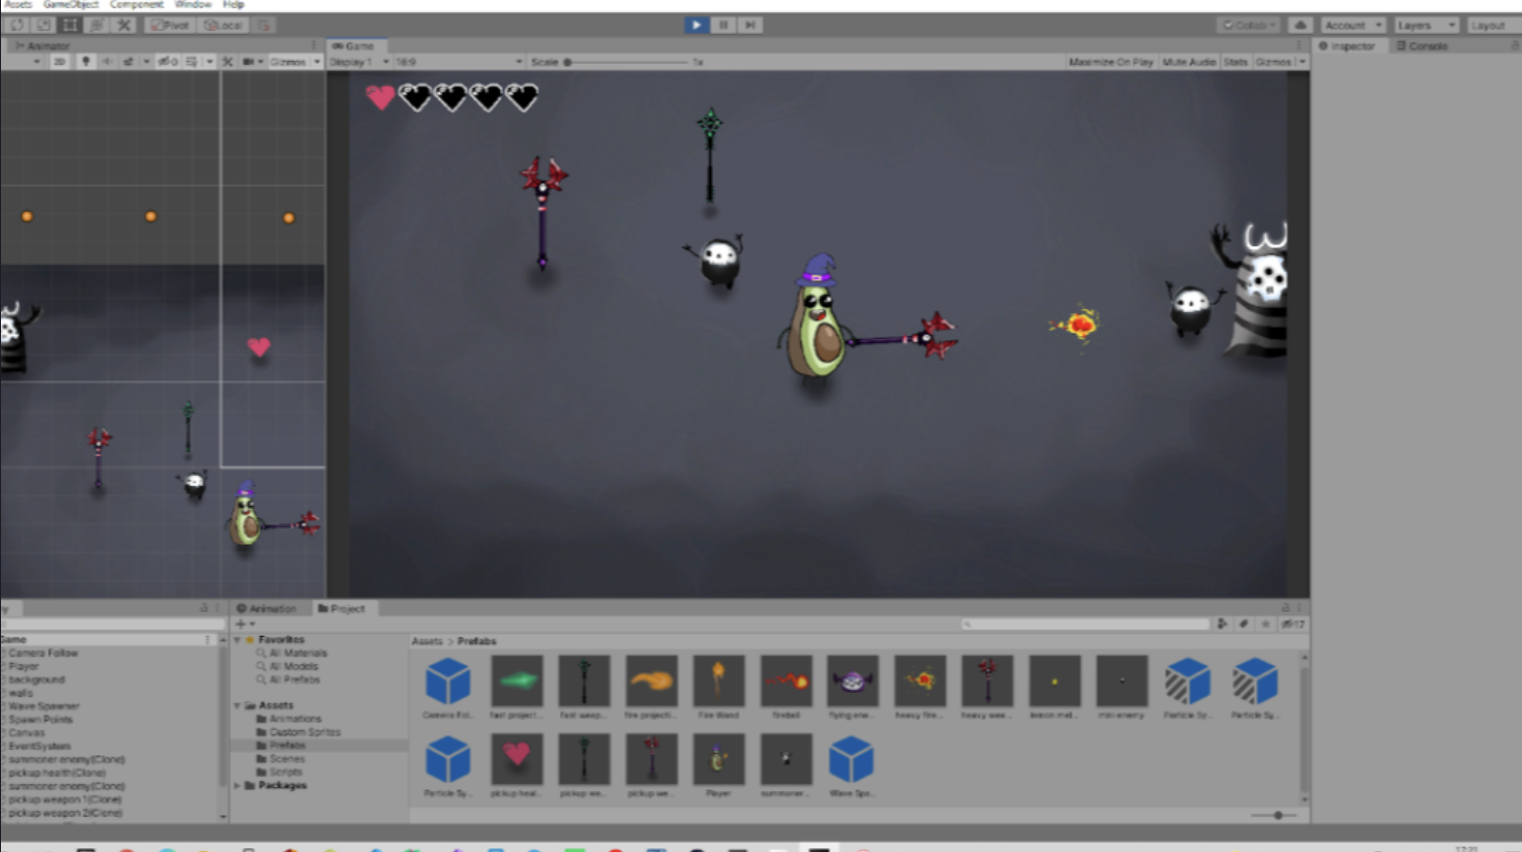 Assets GameObject Component Window Help
Pivot Local Collab Account Layers Layout
Animator Game Inspector Console
2D Gizmos Display 1 16:9 Scale 1x Maximize On Play Mute Audio Stats Gizmos
Animation Project
17
Game
Camera Follow
Player
background
walls
Wave Spawner
Spawn Points
Canvas
EventSystem
summoner enemy(Clone)
pickup health(Clone)
summoner enemy(Clone)
pickup weapon 1(Clone)
pickup weapon 2(Clone)
Favorites
All Materials
All Models
All Prefabs
Assets
Animations
Custom Sprites
Prefabs
Scenes
Scripts
Packages
Assets > Prefabs
Camera Fol... fast project... fast weap... fire projecti... Fire Wand fireball flying ene... heavy fire... heavy wea... lemon mel... mini enemy Particle Sy... Particle Sy...
Particle Sy... pickup heal... pickup we... pickup we... Player summoner... Wave Spa...